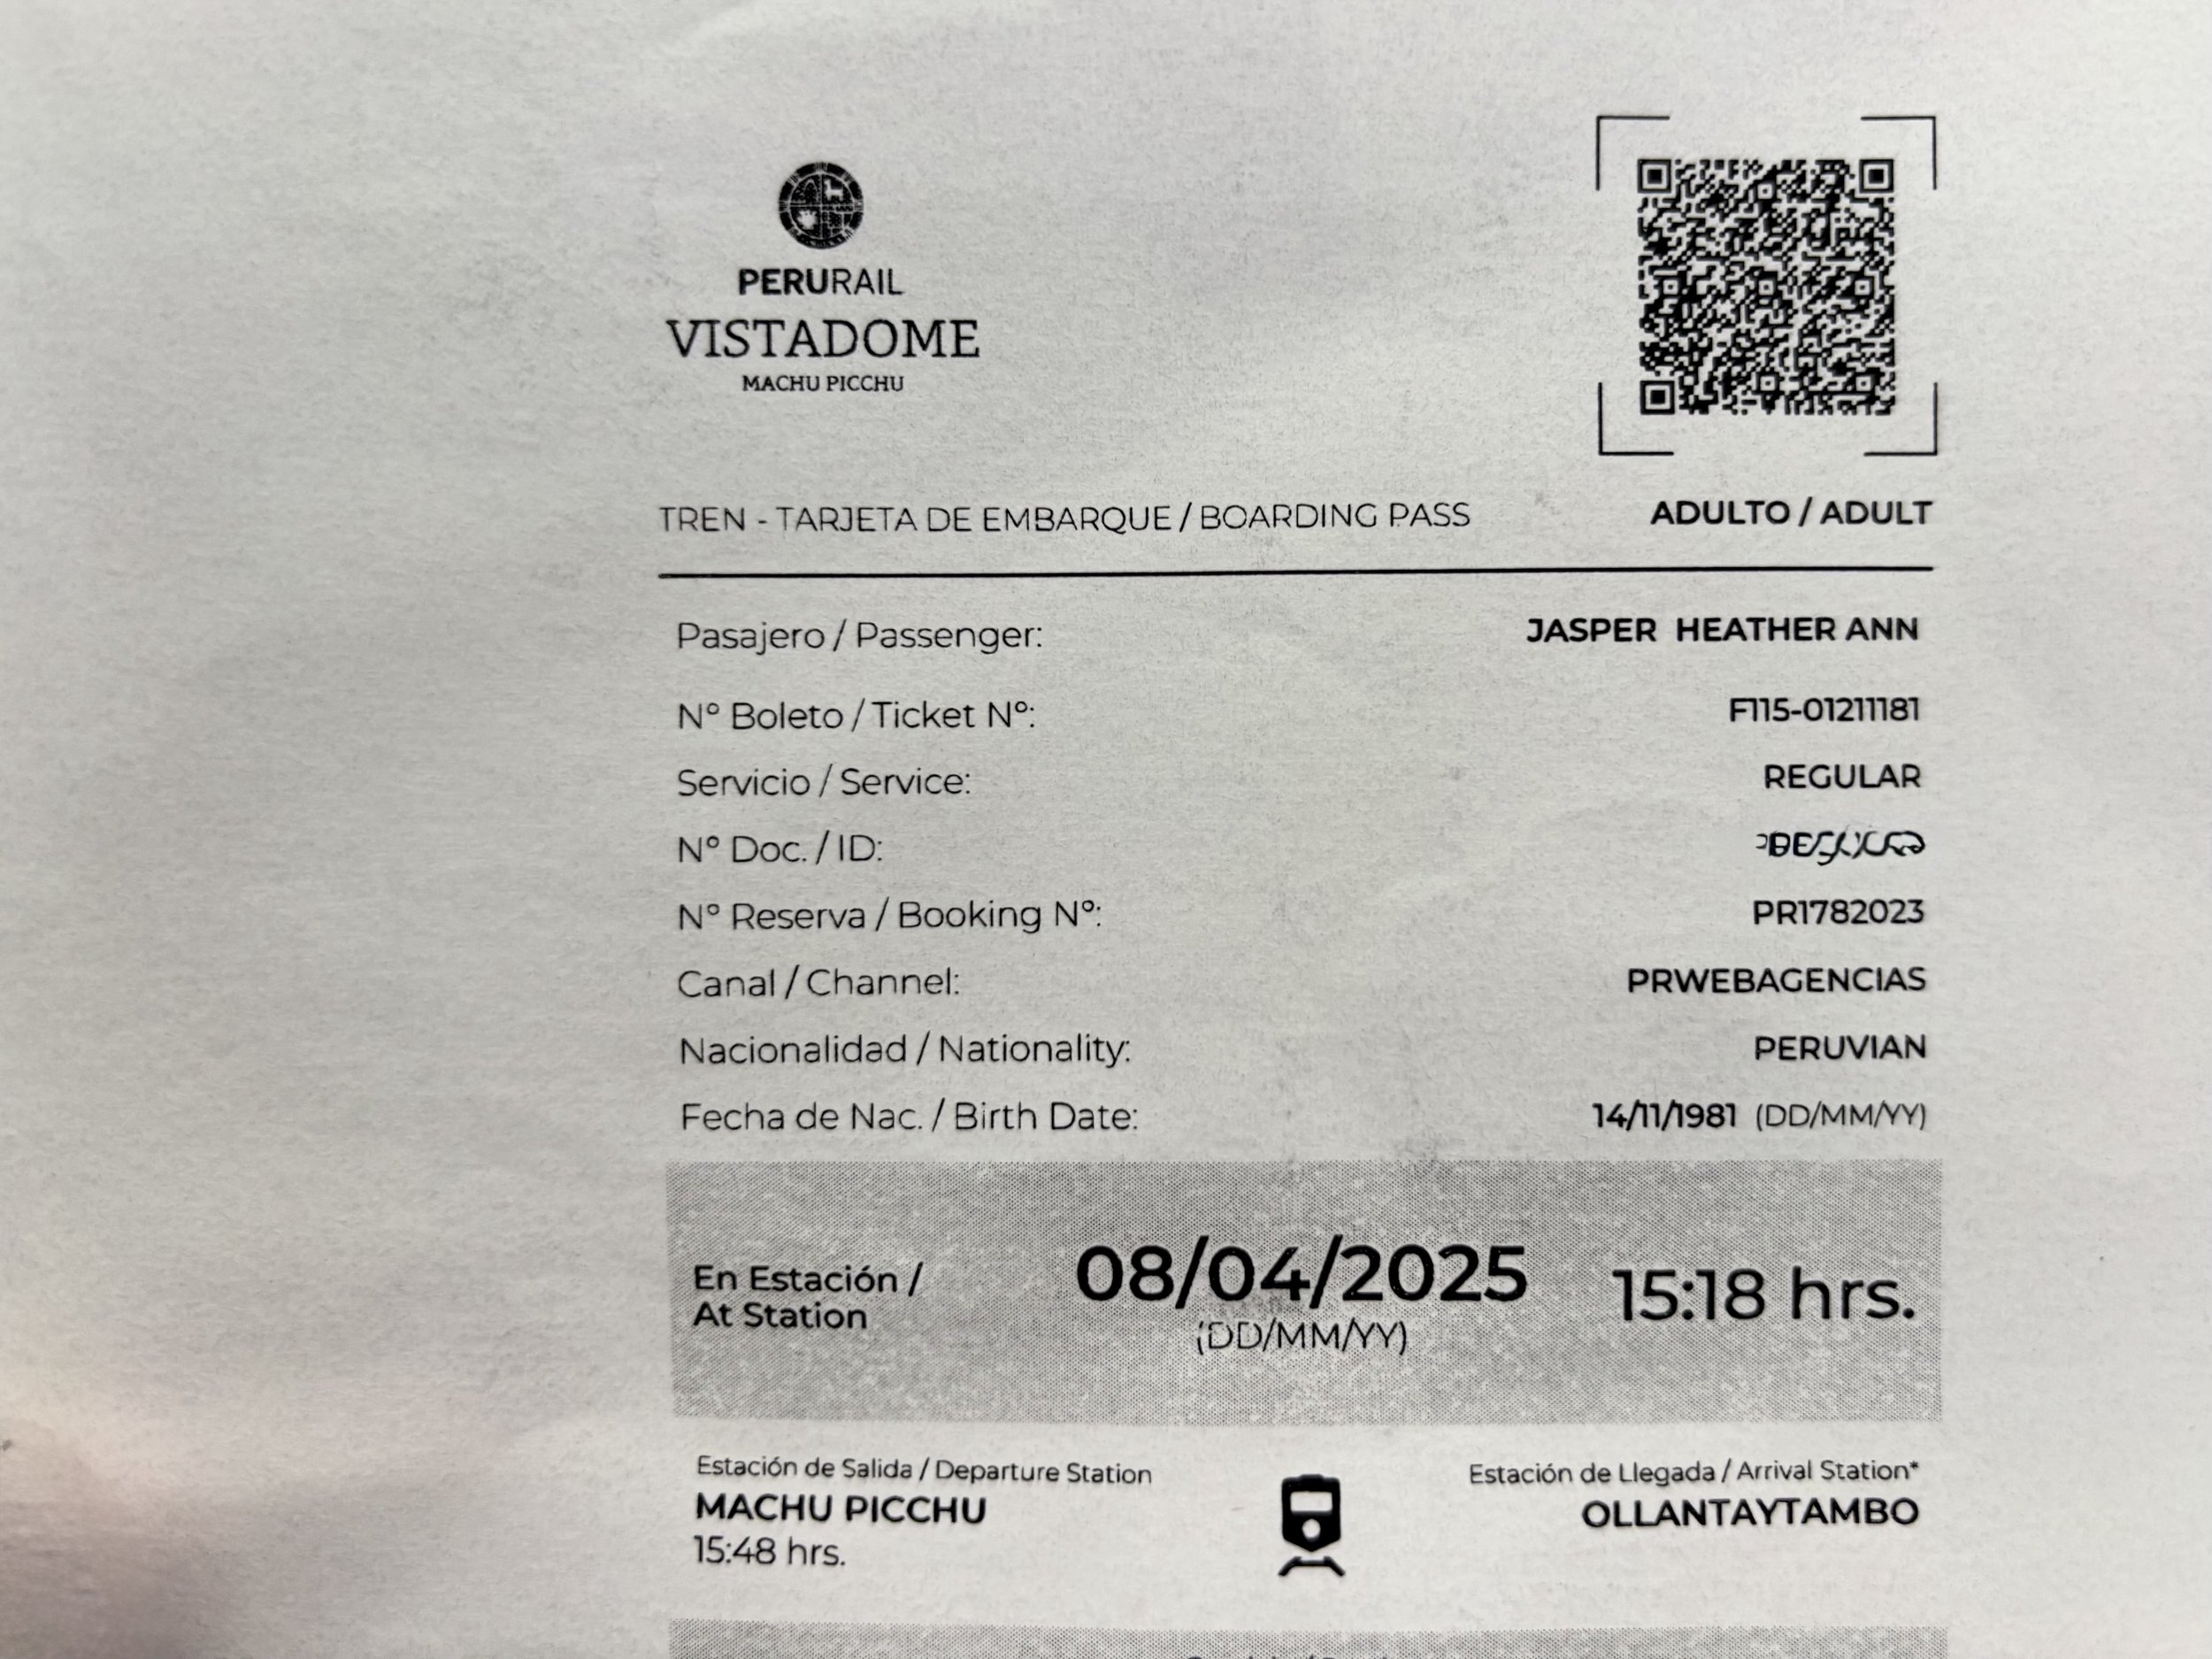 PERURAIL
VISTADOME
MACHU PICCHU
TREN - TARJETA DE EMBARQUE / BOARDING PASS ADULTO / ADULT
Pasajero / Passenger: JASPER HEATHER ANN
N° Boleto / Ticket N°: F115-01211181
Servicio / Service: REGULAR
N° Doc. / ID:
N° Reserva / Booking N°: PR1782023
Canal / Channel: PRWEBAGENCIAS
Nacionalidad / Nationality: PERUVIAN
Fecha de Nac. / Birth Date: 14/11/1981 (DD/MM/YY)
En Estación /
At Station
08/04/2025 15:18 hrs.
(DD/MM/YY)
Estación de Salida / Departure Station
MACHU PICCHU
15:48 hrs.
Estación de Llegada / Arrival Station*
OLLANTAYTAMBO